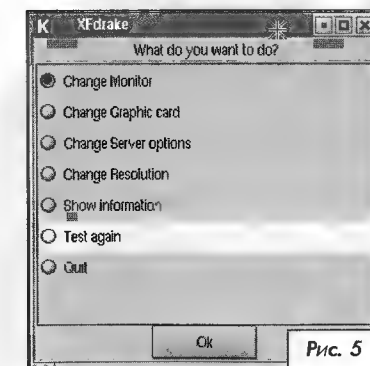 K XFdrake
What do you want to do?
Change Monitor
Change Graphic card
Change Server options
Change Resolution
Show information
Test again
Quit
Ok
Рис. 5